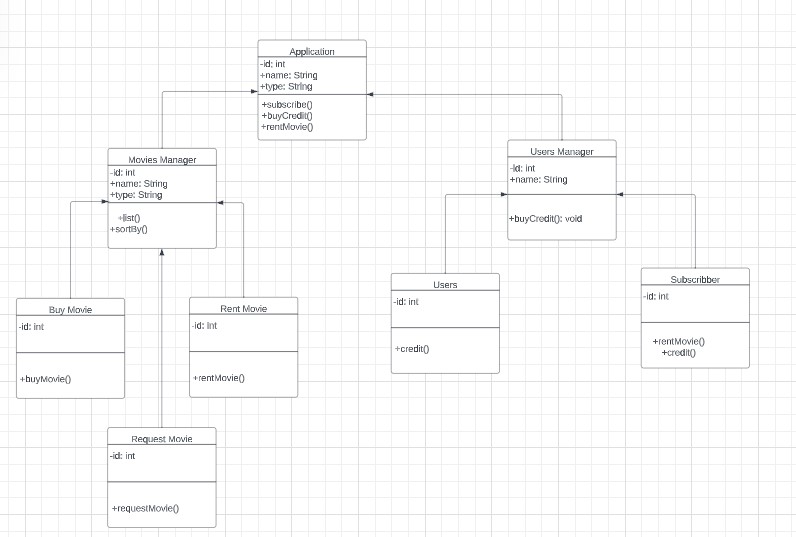 Application
-id: int
+name: String
+type: String
+subscribe()
+buyCredit()
+rentMovie()
Movies Manager
-id: int
+name: String
+type: String
+list()
+sortBy()
Users Manager
-id: int
+name: String
+buyCredit(): void
Buy Movie
-id: int
+buyMovie()
Rent Movie
-id: int
+rentMovie()
Users
-id: int
+credit()
Subscribber
-id: int
+rentMovie()
+credit()
Request Movie
-id: int
+requestMovie()